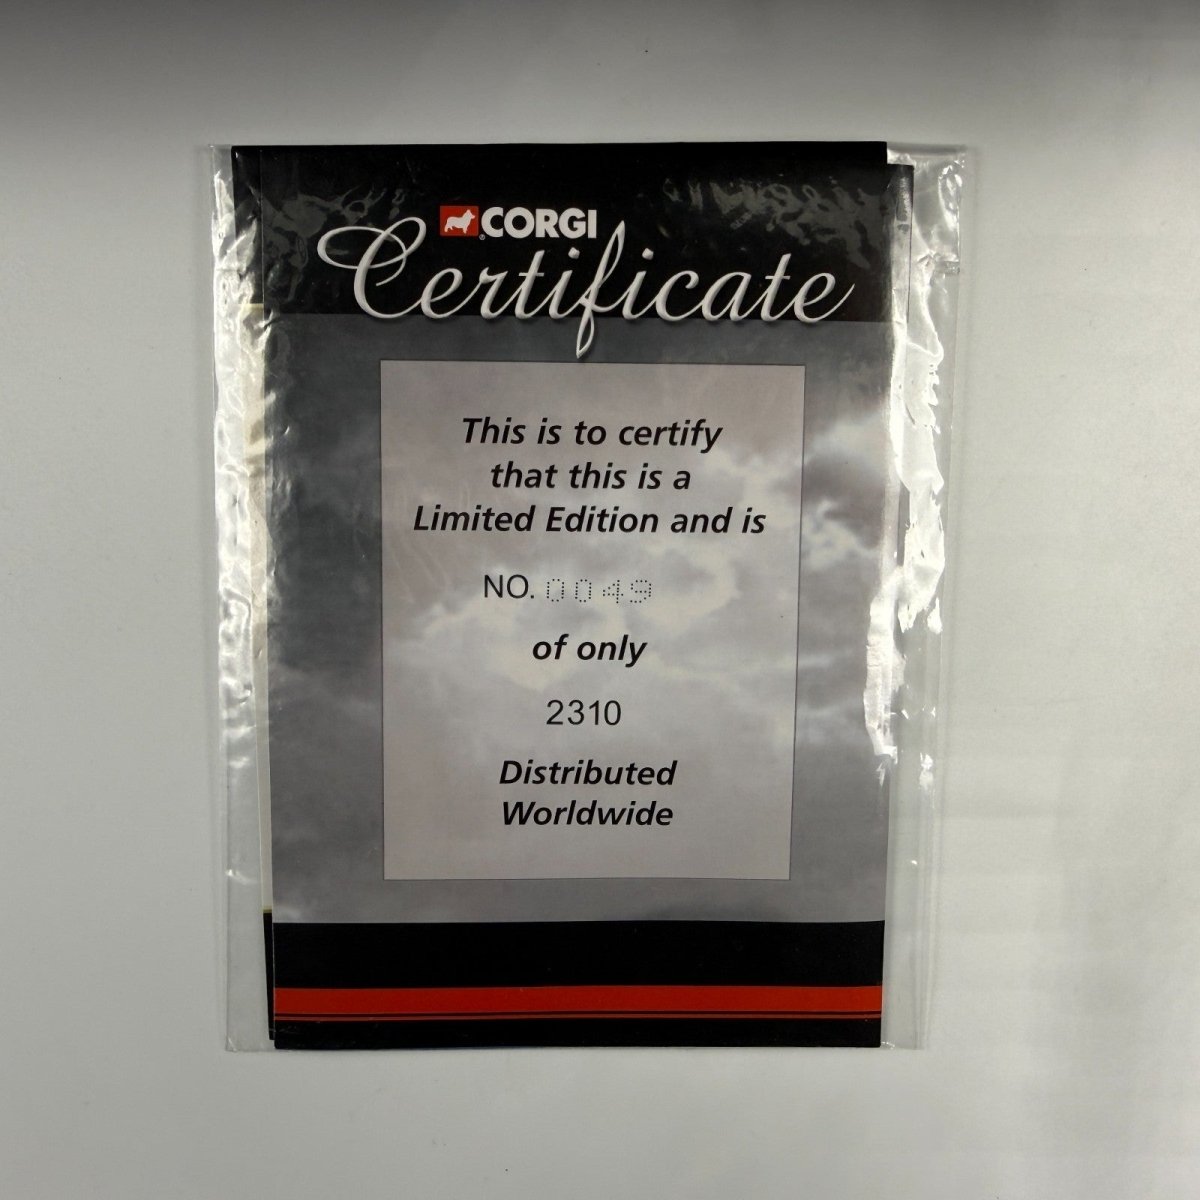 CORGI
Certificate
This is to certify
that this is a
Limited Edition and is
NO. 0049
of only
2310
Distributed
Worldwide